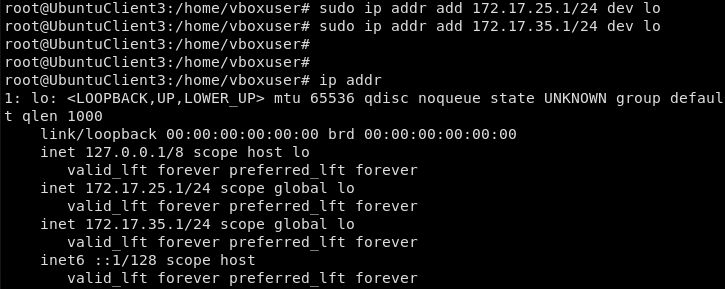 root@UbuntuClient3:/home/vboxuser# sudo ip addr add 172.17.25.1/24 dev lo
root@UbuntuClient3:/home/vboxuser# sudo ip addr add 172.17.35.1/24 dev lo
root@UbuntuClient3:/home/vboxuser#
root@UbuntuClient3:/home/vboxuser#
root@UbuntuClient3:/home/vboxuser# ip addr
1: lo: <LOOPBACK,UP,LOWER_UP> mtu 65536 qdisc noqueue state UNKNOWN group defaul
t qlen 1000
    link/loopback 00:00:00:00:00:00 brd 00:00:00:00:00:00
    inet 127.0.0.1/8 scope host lo
       valid_lft forever preferred_lft forever
    inet 172.17.25.1/24 scope global lo
       valid_lft forever preferred_lft forever
    inet 172.17.35.1/24 scope global lo
       valid_lft forever preferred_lft forever
    inet6 ::1/128 scope host
       valid_lft forever preferred_lft forever